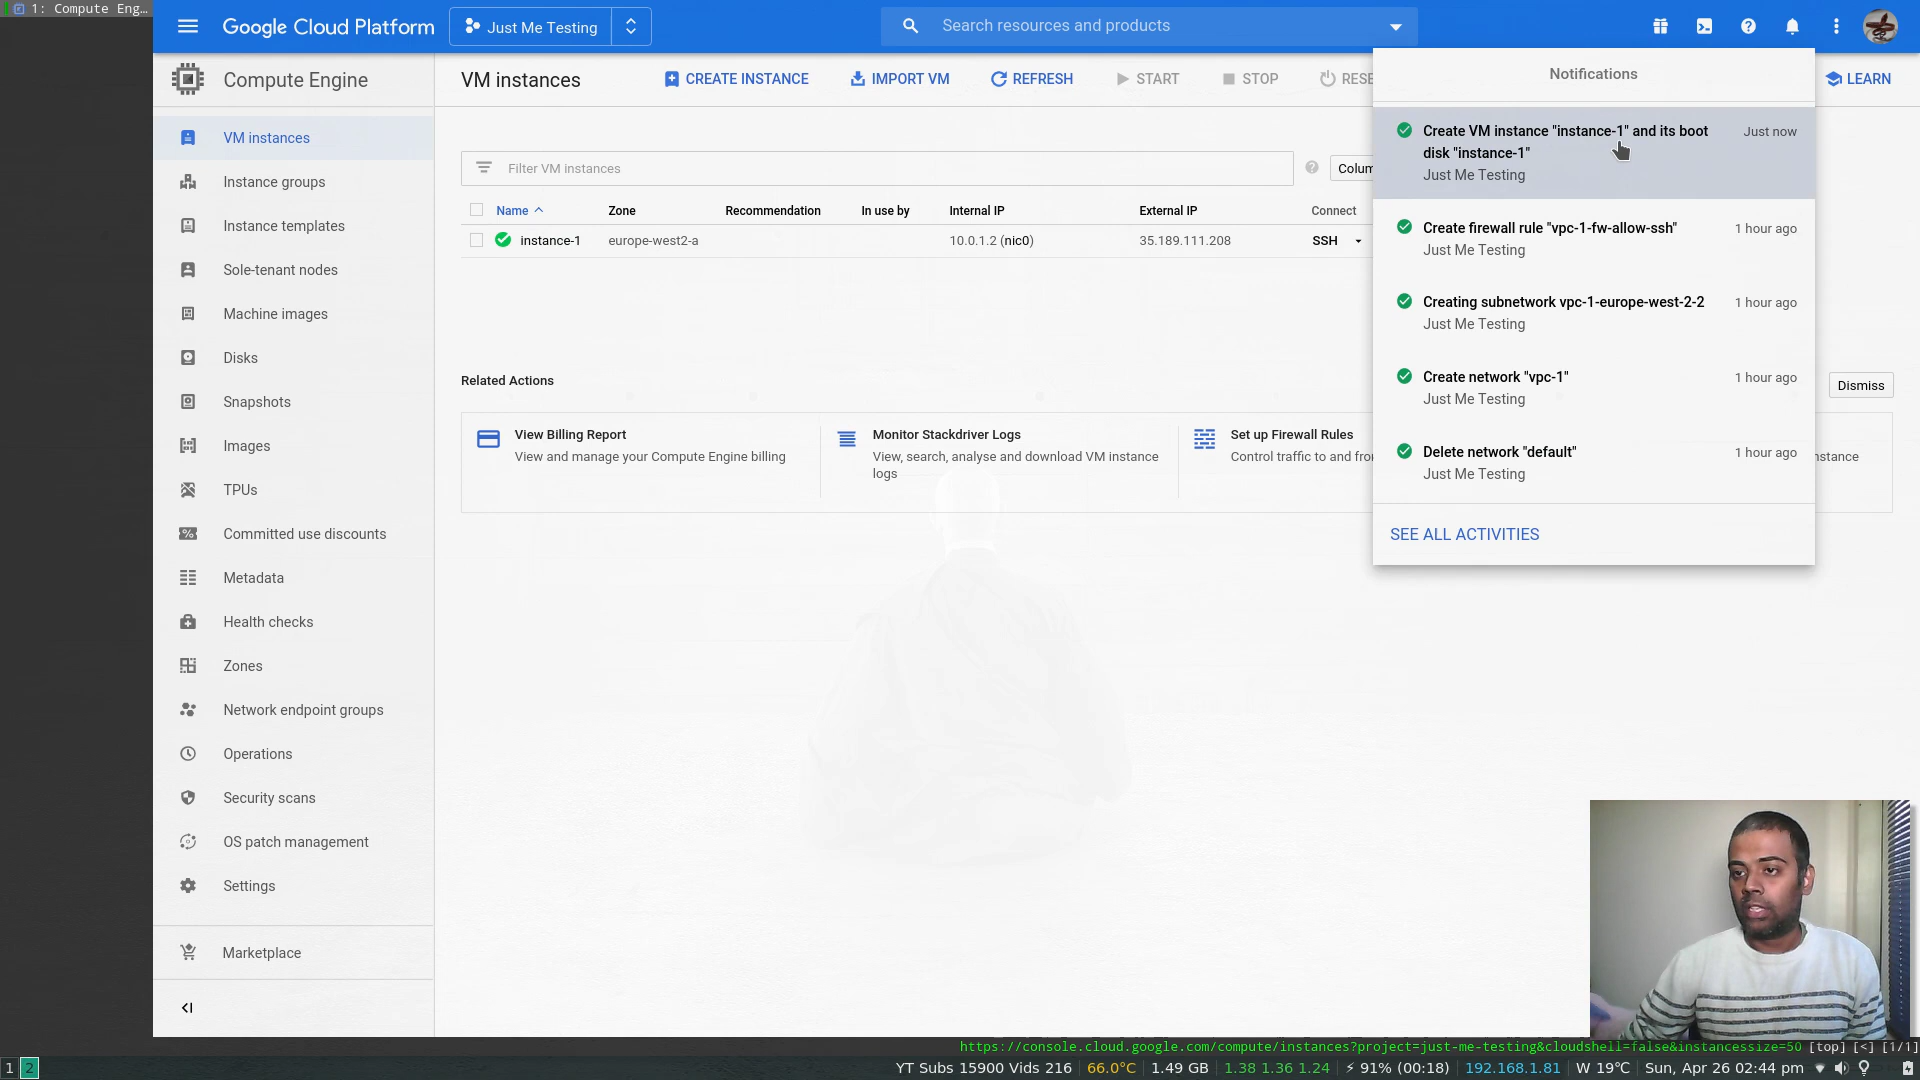 1: Compute Eng…
Google Cloud Platform
Just Me Testing
Search resources and products
Compute Engine
VM instances
CREATE INSTANCE
IMPORT VM
REFRESH
START
STOP
RESE
LEARN
VM instances
Instance groups
Instance templates
Sole-tenant nodes
Machine images
Disks
Snapshots
Images
TPUs
Committed use discounts
Metadata
Health checks
Zones
Network endpoint groups
Operations
Security scans
OS patch management
Settings
Marketplace
Filter VM instances
Colum
Name Zone Recommendation In use by Internal IP External IP Connect
instance-1 europe-west2-a 10.0.1.2 (nic0) 35.189.111.208 SSH
Related Actions
Dismiss
View Billing Report
View and manage your Compute Engine billing
Monitor Stackdriver Logs
View, search, analyse and download VM instance
logs
Set up Firewall Rules
Control traffic to and from
nstance
Notifications
Create VM instance "instance-1" and its boot
disk "instance-1"
Just now
Just Me Testing
Create firewall rule "vpc-1-fw-allow-ssh"
1 hour ago
Just Me Testing
Creating subnetwork vpc-1-europe-west-2-2
1 hour ago
Just Me Testing
Create network "vpc-1"
1 hour ago
Just Me Testing
Delete network "default"
1 hour ago
Just Me Testing
SEE ALL ACTIVITIES
https://console.cloud.google.com/compute/instances?project=just-me-testing&cloudshell=false&instancessize=50 [top] [<] [1/1]
1 2
YT Subs 15900 Vids 216 66.0°C 1.49 GB 1.38 1.36 1.24 ⚡ 91% (00:18) 192.168.1.81 W 19℃ Sun, Apr 26 02:44 pm